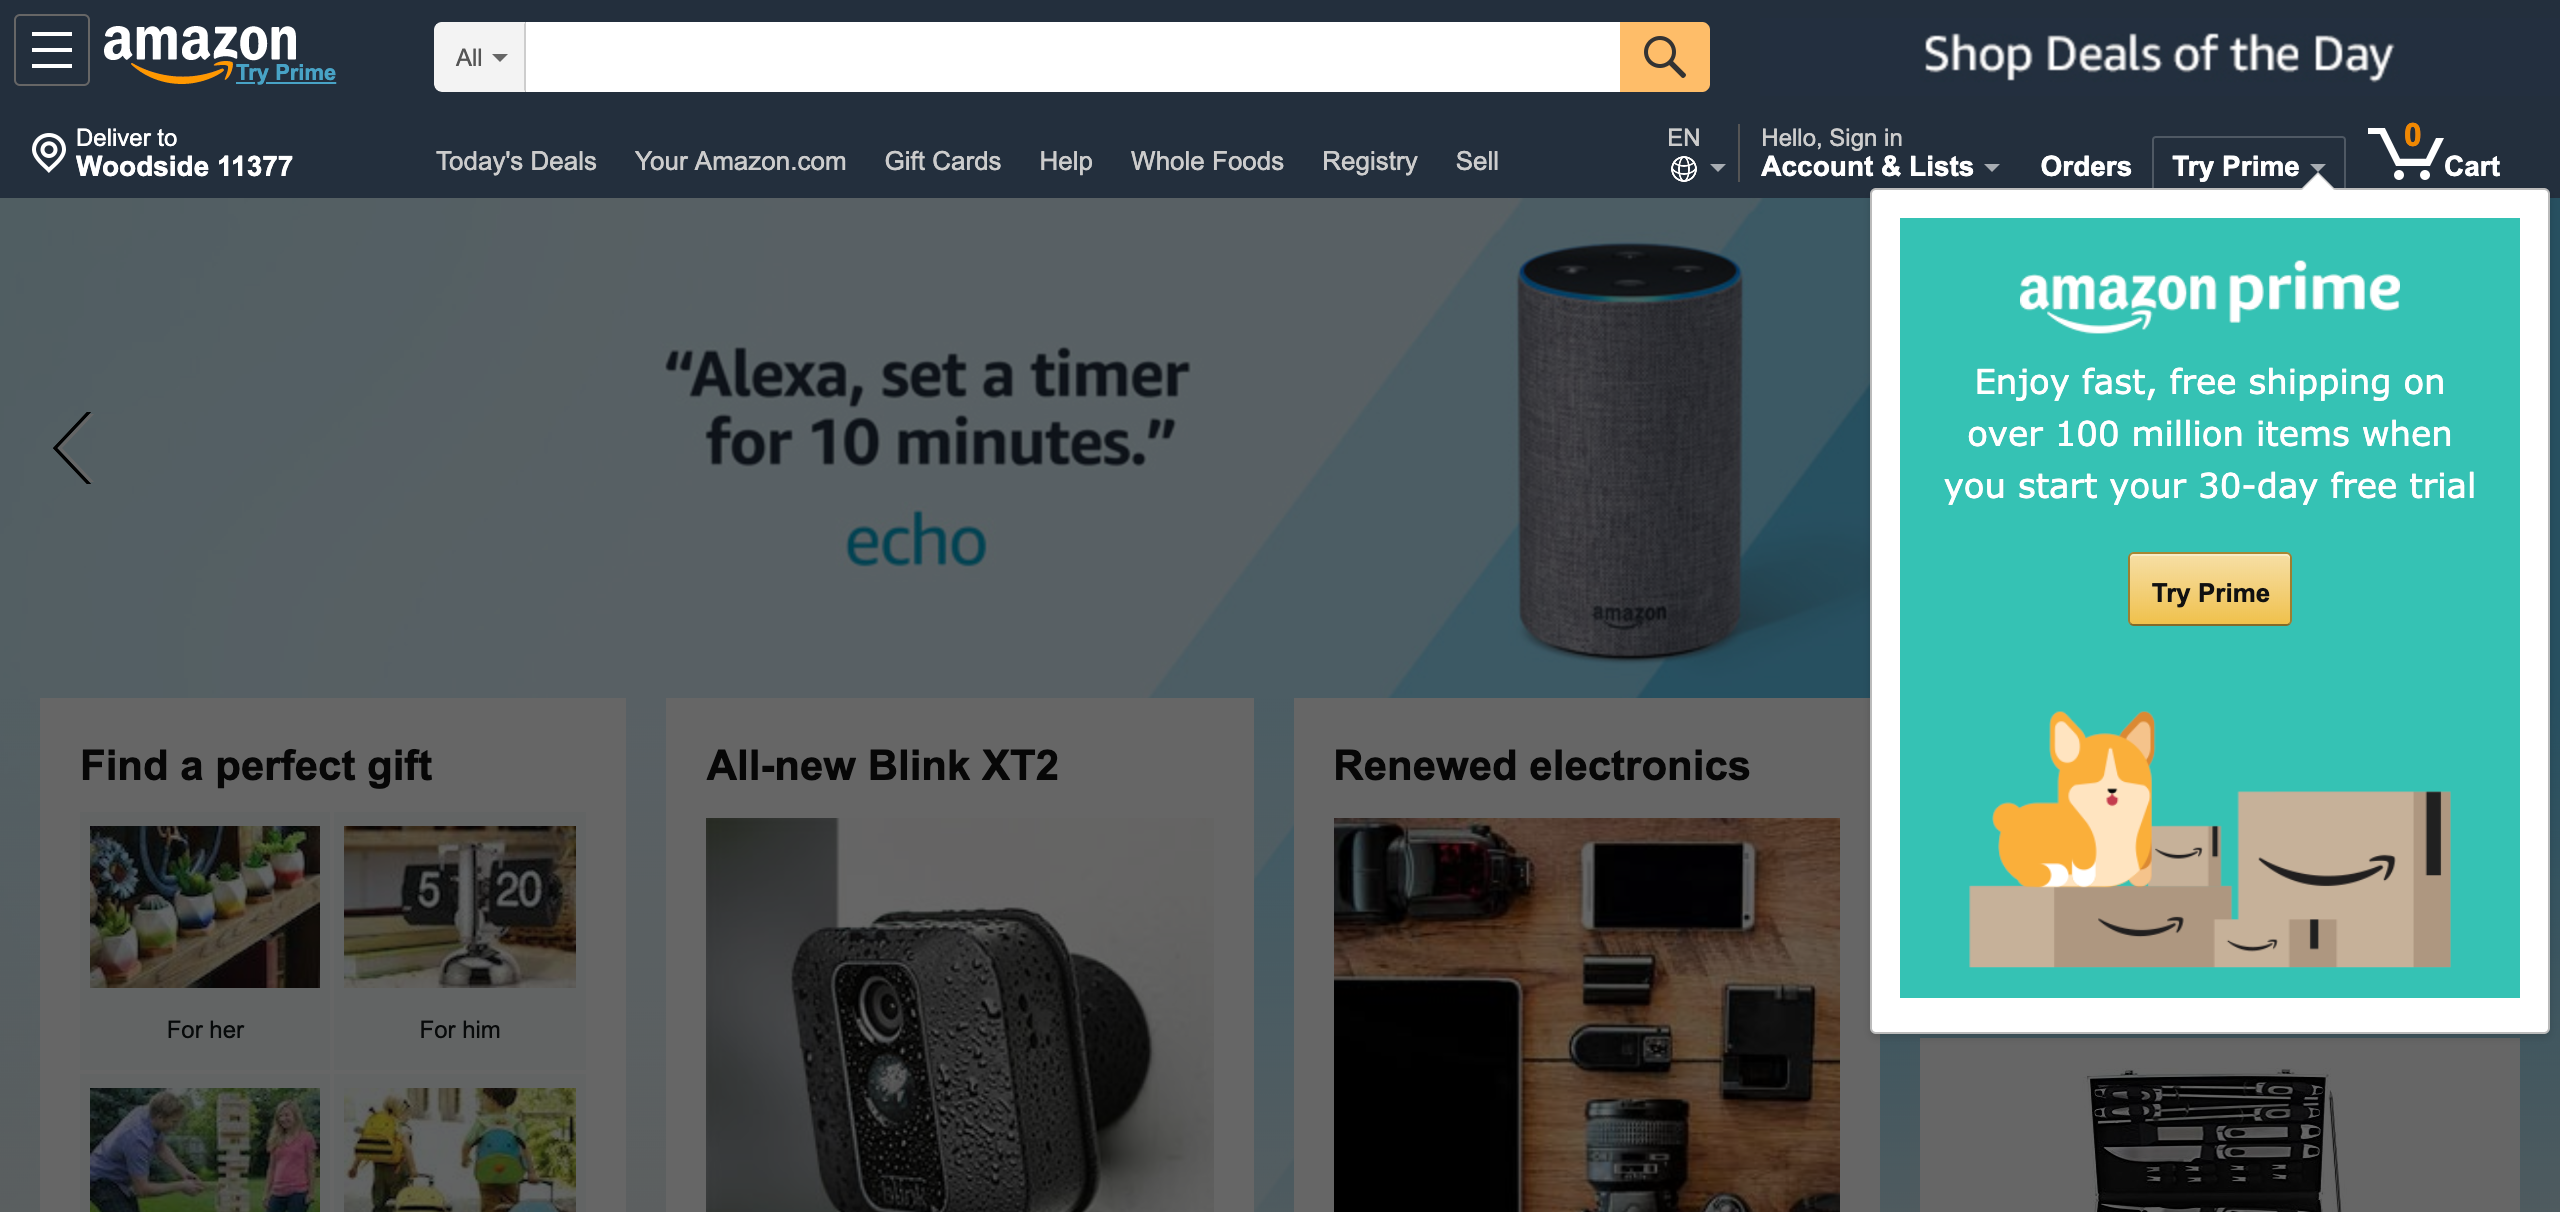 amazon
Try Prime
All
Shop Deals of the Day
Deliver to
Woodside 11377
Today's Deals
Your Amazon.com
Gift Cards
Help
Whole Foods
Registry
Sell
EN
Hello, Sign in
Account & Lists
Orders
Try Prime
0
Cart
“Alexa, set a timer
for 10 minutes.”
echo
amazon
amazon prime
Enjoy fast, free shipping on
over 100 million items when
you start your 30-day free trial
Try Prime
Find a perfect gift
5 20
For her
For him
All-new Blink XT2
Blink
Renewed electronics